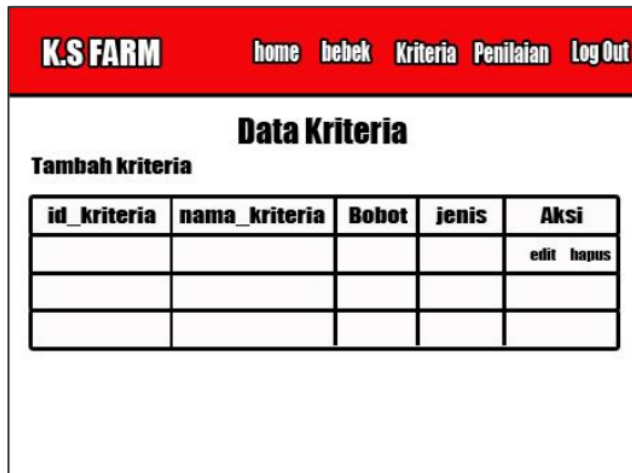 K.S FARM home bebek Kriteria Penilaian Log Out
Data Kriteria
Tambah kriteria
id_kriteria nama_kriteria Bobot jenis Aksi
edit hapus